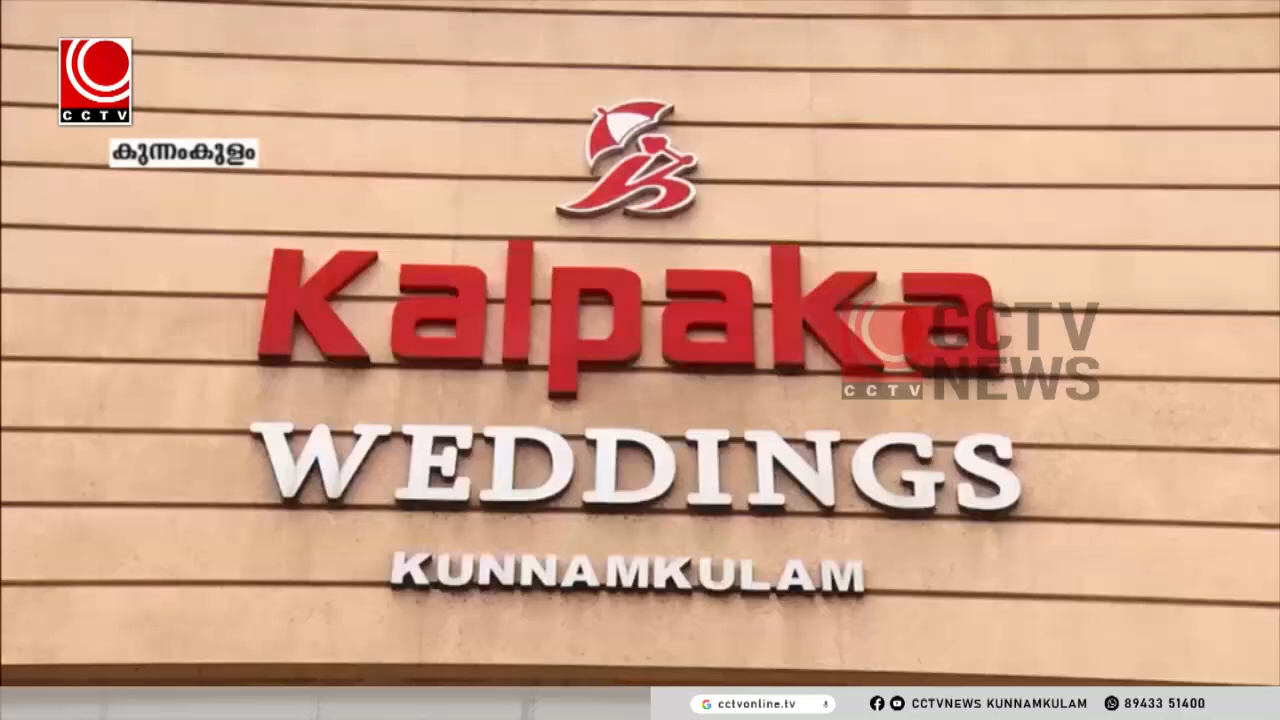 CCTV
കുന്നംകുളം
Kalpaka
CCTV NEWS
CCTV
WEDDINGS
KUNNAMKULAM
cctvonline.tv
CCTVNEWS KUNNAMKULAM
89433 51400